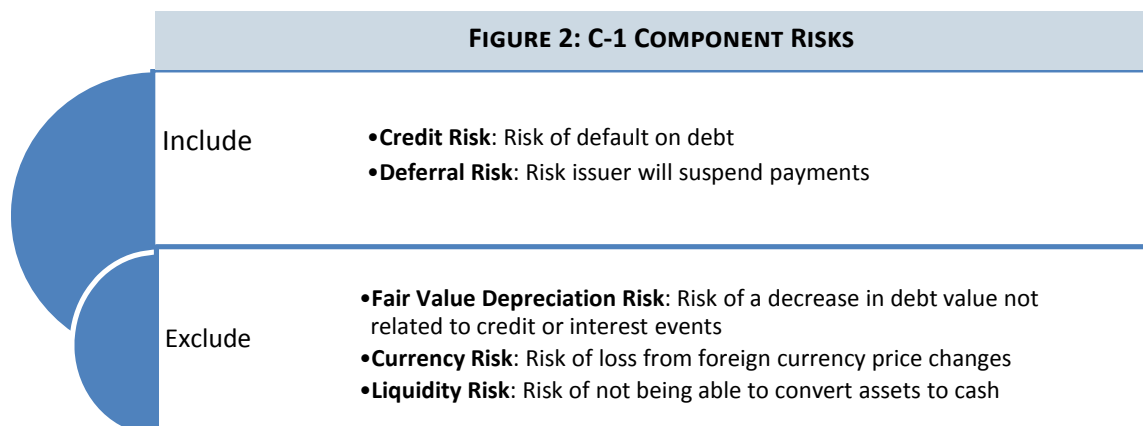 FIGURE 2: C-1 COMPONENT RISKS
Include
•Credit Risk: Risk of default on debt
•Deferral Risk: Risk issuer will suspend payments
Exclude
•Fair Value Depreciation Risk: Risk of a decrease in debt value not
related to credit or interest events
•Currency Risk: Risk of loss from foreign currency price changes
•Liquidity Risk: Risk of not being able to convert assets to cash